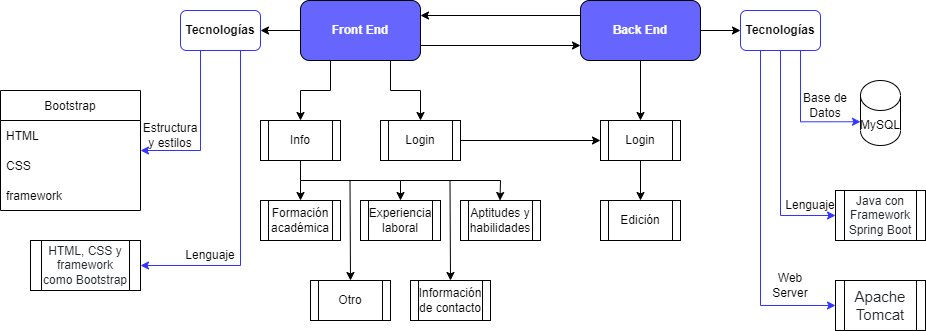 Tecnologías
Front End
Back End
Tecnologías
Bootstrap
HTML
CSS
framework
Estructura
y estilos
Info
Login
Login
Base de
Datos
MySQL
Formación
académica
Experiencia
laboral
Aptitudes y
habilidades
Edición
Lenguaje
Java con
Framework
Spring Boot
HTML, CSS y
framework
como Bootstrap
Lenguaje
Otro
Información
de contacto
Web
Server
Apache
Tomcat